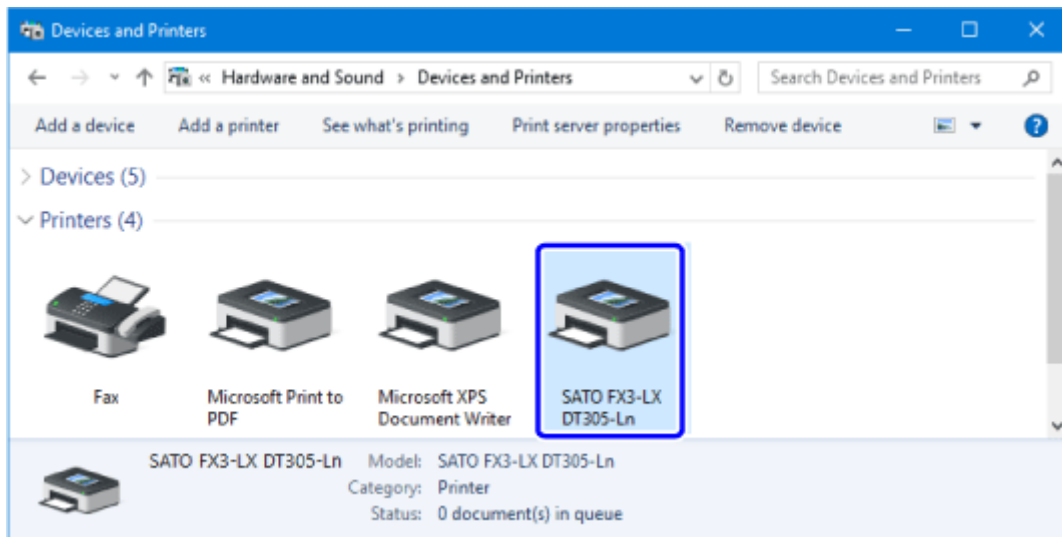 Devices and Printers
« Hardware and Sound > Devices and Printers
Search Devices and Printers
Add a device Add a printer See what's printing Print server properties Remove device ?
Devices (5)
Printers (4)
Fax
Microsoft Print to PDF
Microsoft XPS Document Writer
SATO FX3-LX DT305-Ln
SATO FX3-LX DT305-Ln Model: SATO FX3-LX DT305-Ln
Category: Printer
Status: 0 document(s) in queue